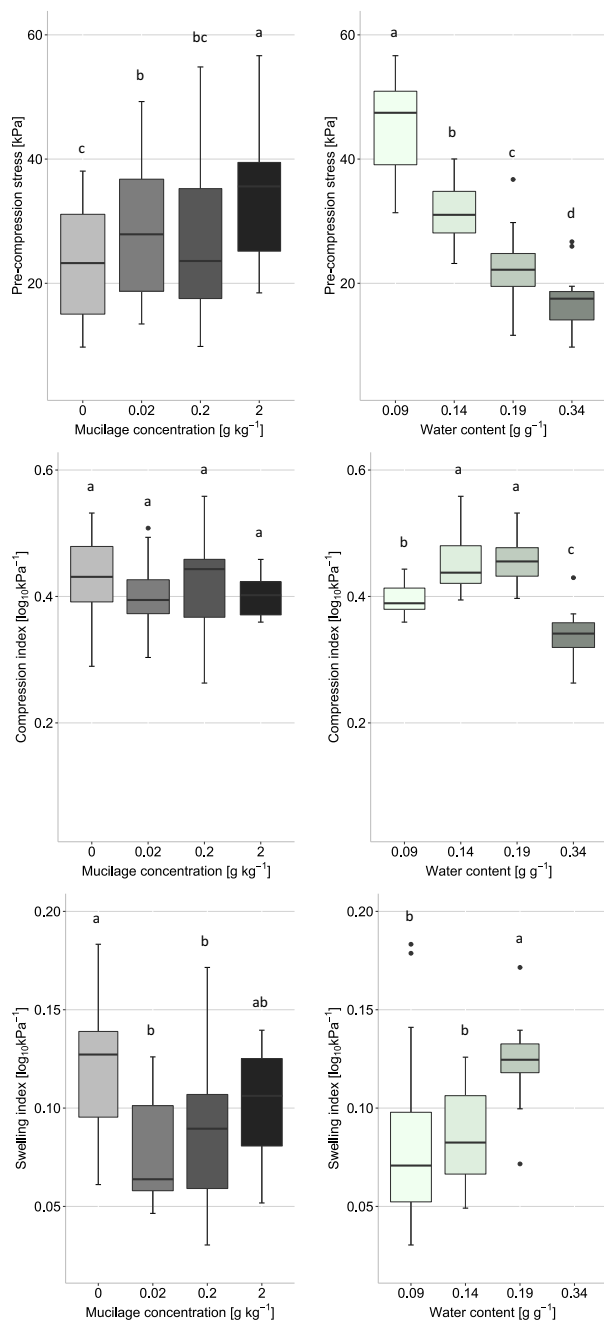 60
40
20
Pre-compression stress [kPa]
c
b
bc
a
0 0.02 0.2 2
Mucilage concentration [g kg⁻¹]
60
40
20
Pre-compression stress [kPa]
a
b
c
d
0.09 0.14 0.19 0.34
Water content [g g⁻¹]
0.6
0.4
0.2
Compression index [log₁₀kPa⁻¹]
a
a
a
a
0 0.02 0.2 2
Mucilage concentration [g kg⁻¹]
0.6
0.4
0.2
Compression index [log₁₀kPa⁻¹]
b
a
a
c
0.09 0.14 0.19 0.34
Water content [g g⁻¹]
0.20
0.15
0.10
0.05
Swelling index [log₁₀kPa⁻¹]
a
b
b
ab
0 0.02 0.2 2
Mucilage concentration [g kg⁻¹]
0.20
0.15
0.10
0.05
Swelling index [log₁₀kPa⁻¹]
b
b
a
0.09 0.14 0.19 0.34
Water content [g g⁻¹]